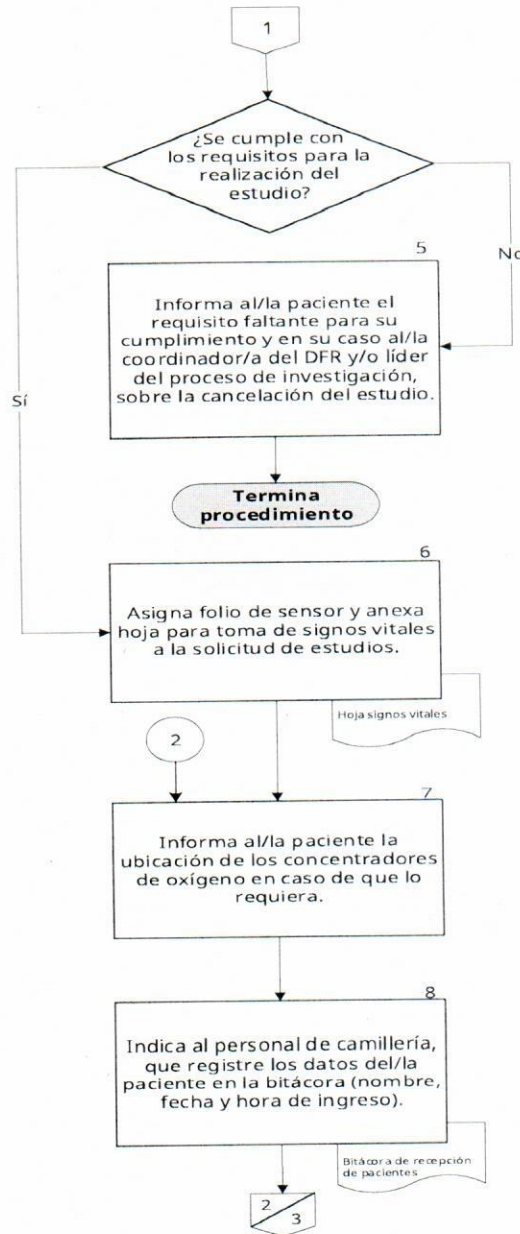 1
¿Se cumple con
los requisitos para la
realización del
estudio?
No
Sí
5
Informa al/la paciente el
requisito faltante para su
cumplimiento y en su caso al/la
coordinador/a del DFR y/o líder
del proceso de investigación,
sobre la cancelación del estudio.
Termina
procedimiento
6
Asigna folio de sensor y anexa
hoja para toma de signos vitales
a la solicitud de estudios.
Hoja signos vitales
2
7
Informa al/la paciente la
ubicación de los concentradores
de oxígeno en caso de que lo
requiera.
8
Indica al personal de camillería,
que registre los datos del/la
paciente en la bitácora (nombre,
fecha y hora de ingreso).
Bitácora de recepción
de pacientes
2
3